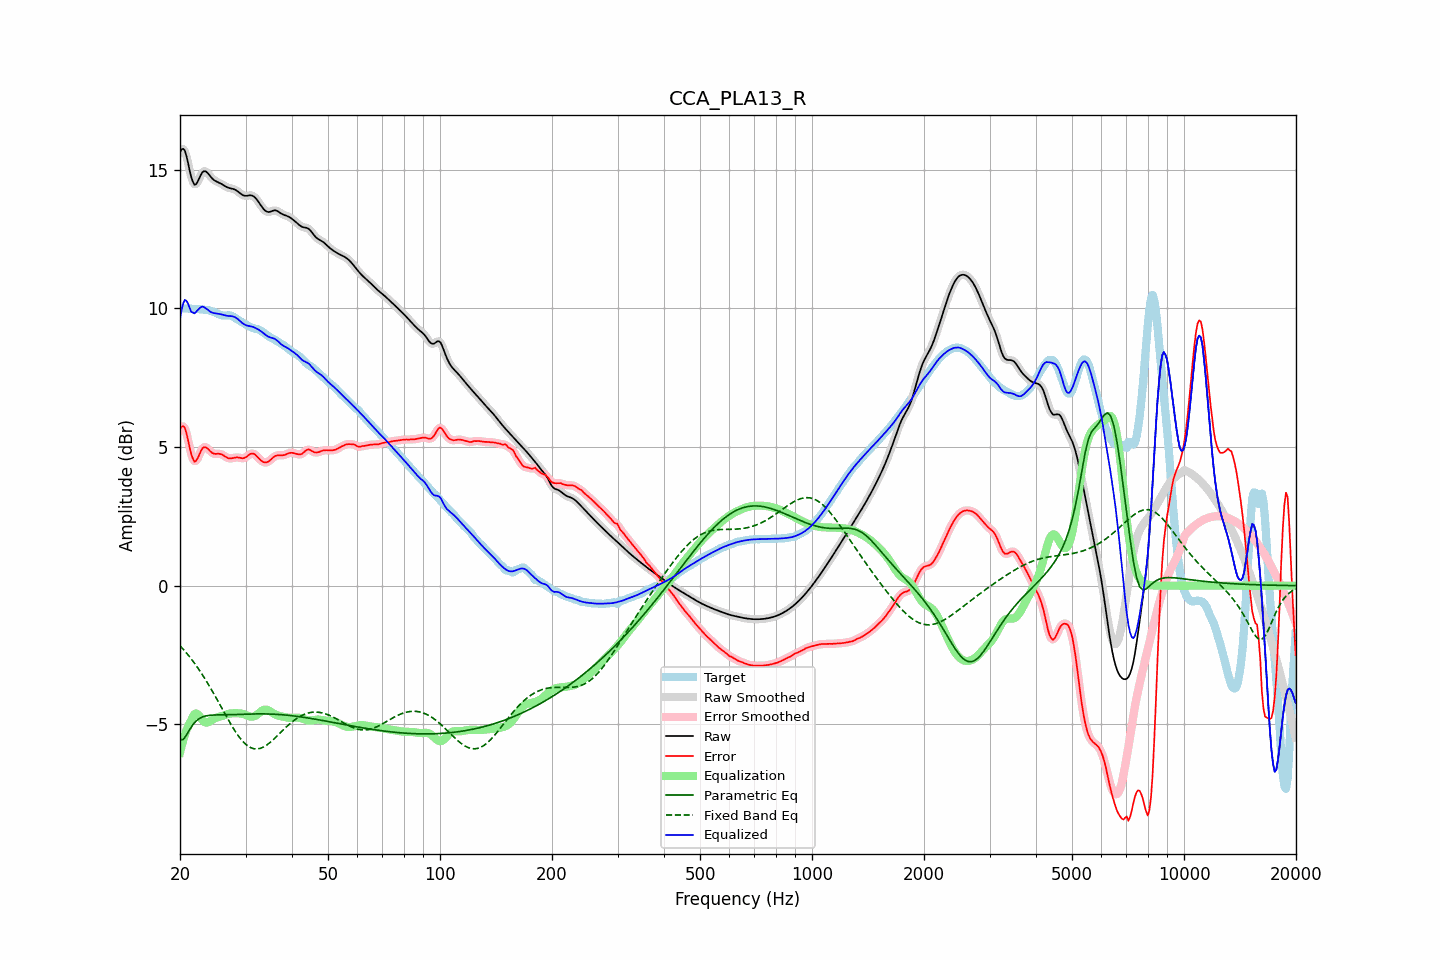 CCA_PLA13_R
Amplitude (dBr)
15
10
5
0
−5
Target
Raw Smoothed
Error Smoothed
Raw
Error
Equalization
Parametric Eq
Fixed Band Eq
Equalized
20
50
100
200
500
1000
2000
5000
10000
20000
Frequency (Hz)